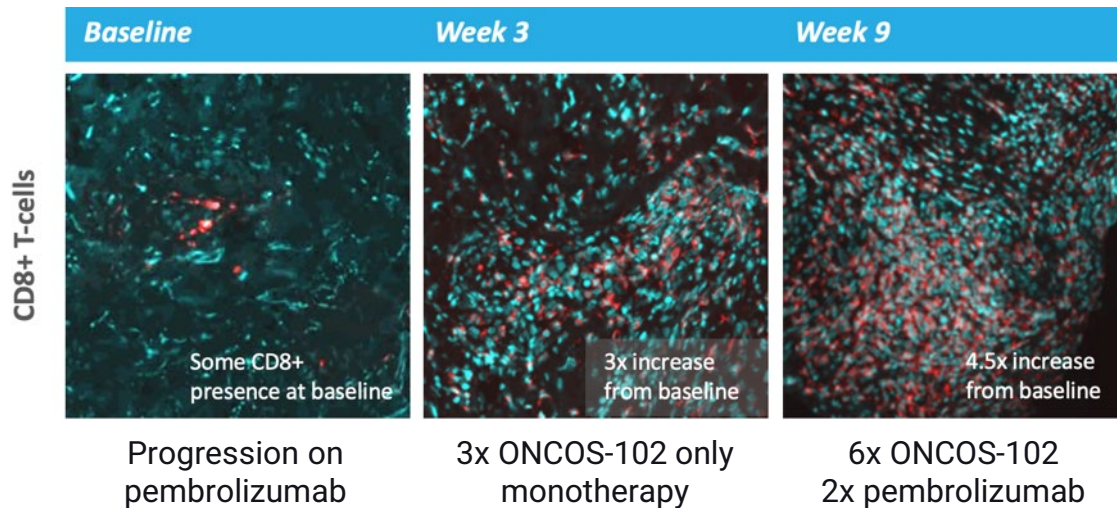 Baseline
Week 3
Week 9
CD8+ T-cells
Some CD8+
presence at baseline
3x increase
from baseline
4.5x increase
from baseline
Progression on
pembrolizumab
3x ONCOS-102 only
monotherapy
6x ONCOS-102
2x pembrolizumab